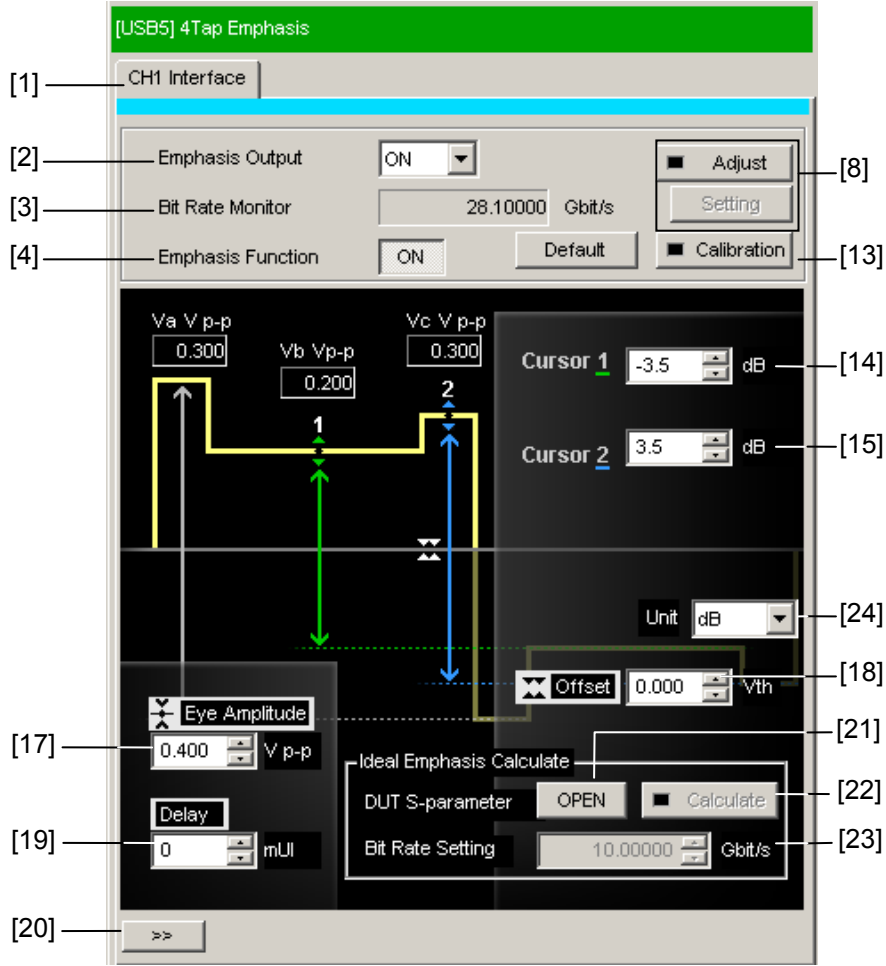 [USB5] 4Tap Emphasis
[1] CH1 Interface
[2] Emphasis Output ON Adjust [8]
[3] Bit Rate Monitor 28.10000 Gbit/s Setting
[4] Emphasis Function ON Default Calibration [13]
Va V p-p Vc V p-p
0.300 Vb Vp-p 0.300
0.200
Cursor 1 -3.5 dB [14]
1 2
Cursor 2 3.5 dB [15]
Unit dB [24]
Offset 0.000 Vth [18]
Eye Amplitude
[17] 0.400 V p-p
[21]
Ideal Emphasis Calculate
DUT S-parameter OPEN Calculate [22]
Delay
[19] 0 mUI
Bit Rate Setting 10.00000 Gbit/s [23]
[20] >>